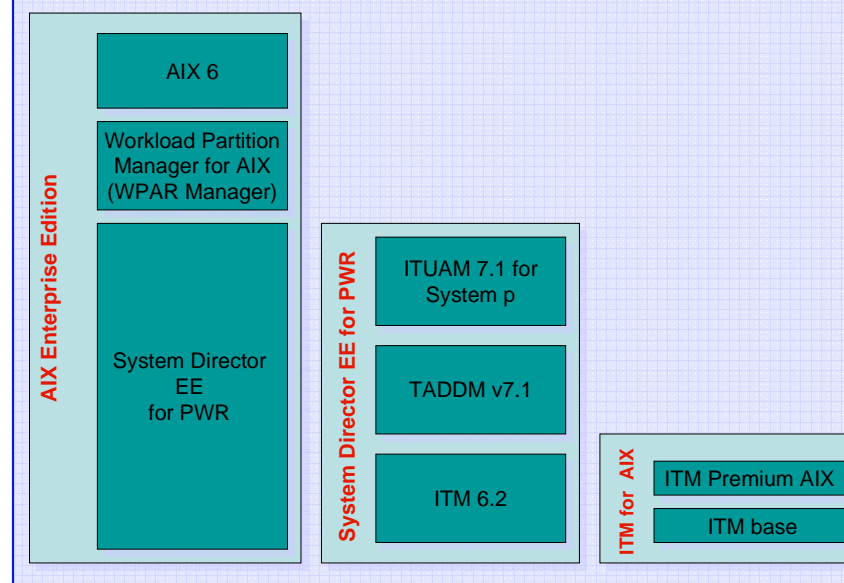 AIX Enterprise Edition
AIX 6
Workload Partition
Manager for AIX
(WPAR Manager)
System Director
EE
for PWR
System Director EE for PWR
ITUAM 7.1 for
System p
TADDM v7.1
ITM 6.2
ITM for AIX
ITM Premium AIX
ITM base